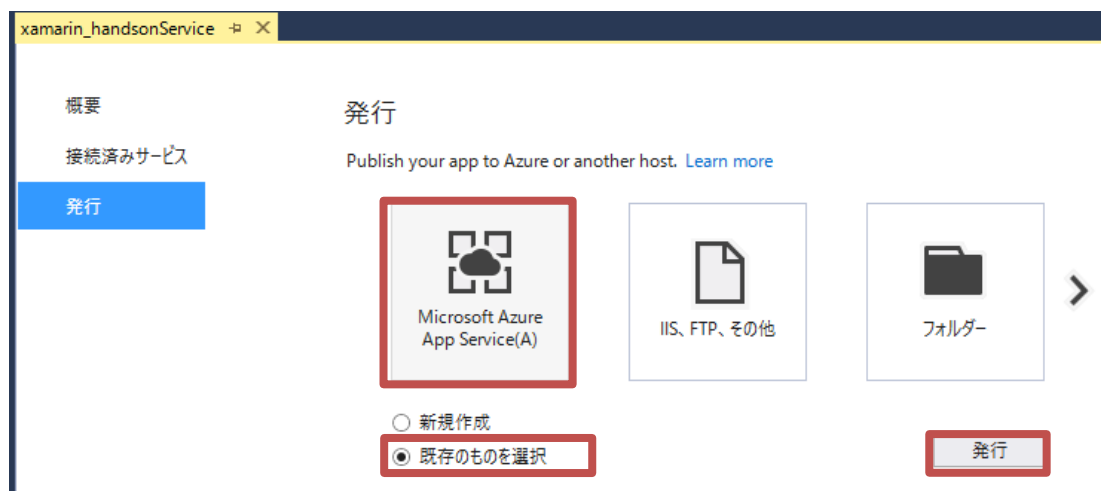 xamarin_handsonService
概要
接続済みサービス
発行
発行
Publish your app to Azure or another host. Learn more
Microsoft Azure
App Service(A)
IIS、FTP、その他
フォルダー
新規作成
既存のものを選択
発行